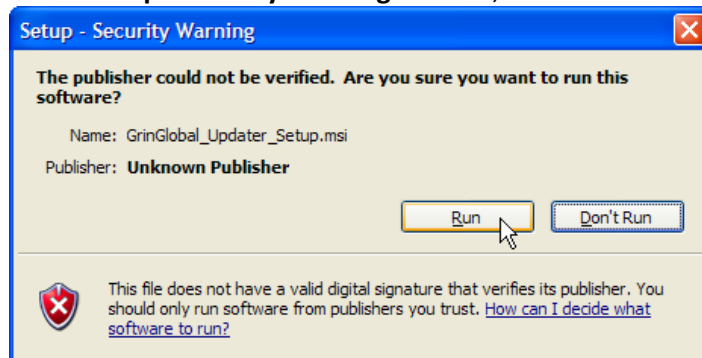 Setup - Security Warning
The publisher could not be verified. Are you sure you want to run this
software?
Name: GrinGlobal_Updater_Setup.msi
Publisher: Unknown Publisher
Run
Don't Run
This file does not have a valid digital signature that verifies its publisher. You
should only run software from publishers you trust. How can I decide what
software to run?